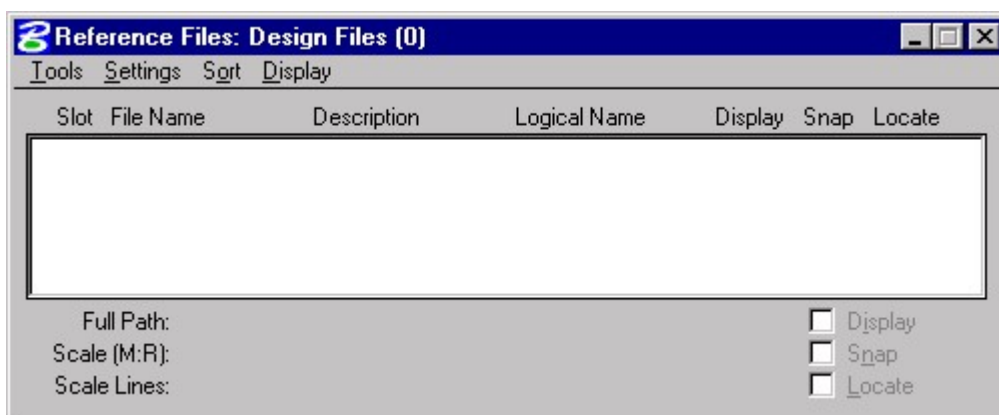 Reference Files: Design Files (0)
Tools Settings Sort Display
Slot File Name Description Logical Name Display Snap Locate
Full Path: Display
Scale (M:R): Snap
Scale Lines: Locate